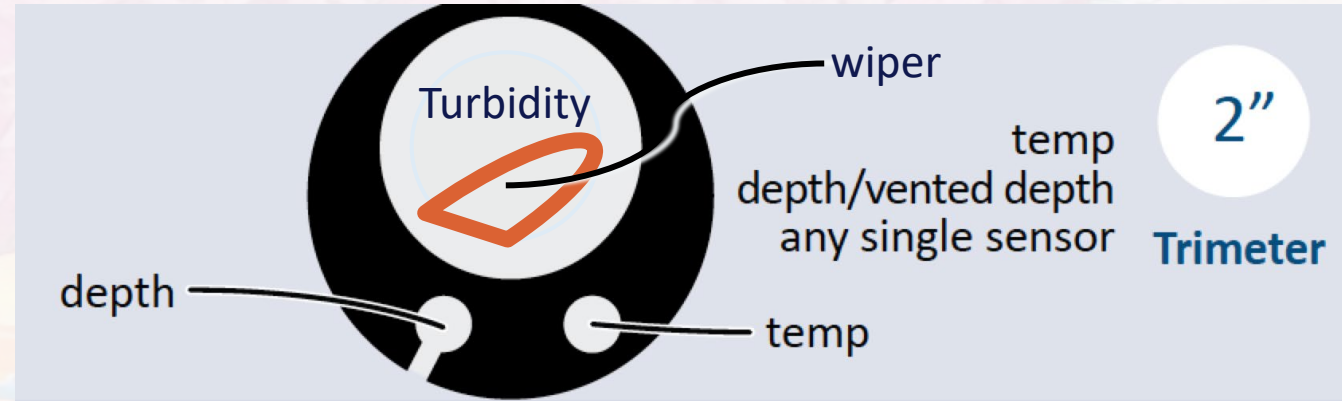 Turbidity
wiper
depth
temp
temp
depth/vented depth
any single sensor
2”
Trimeter